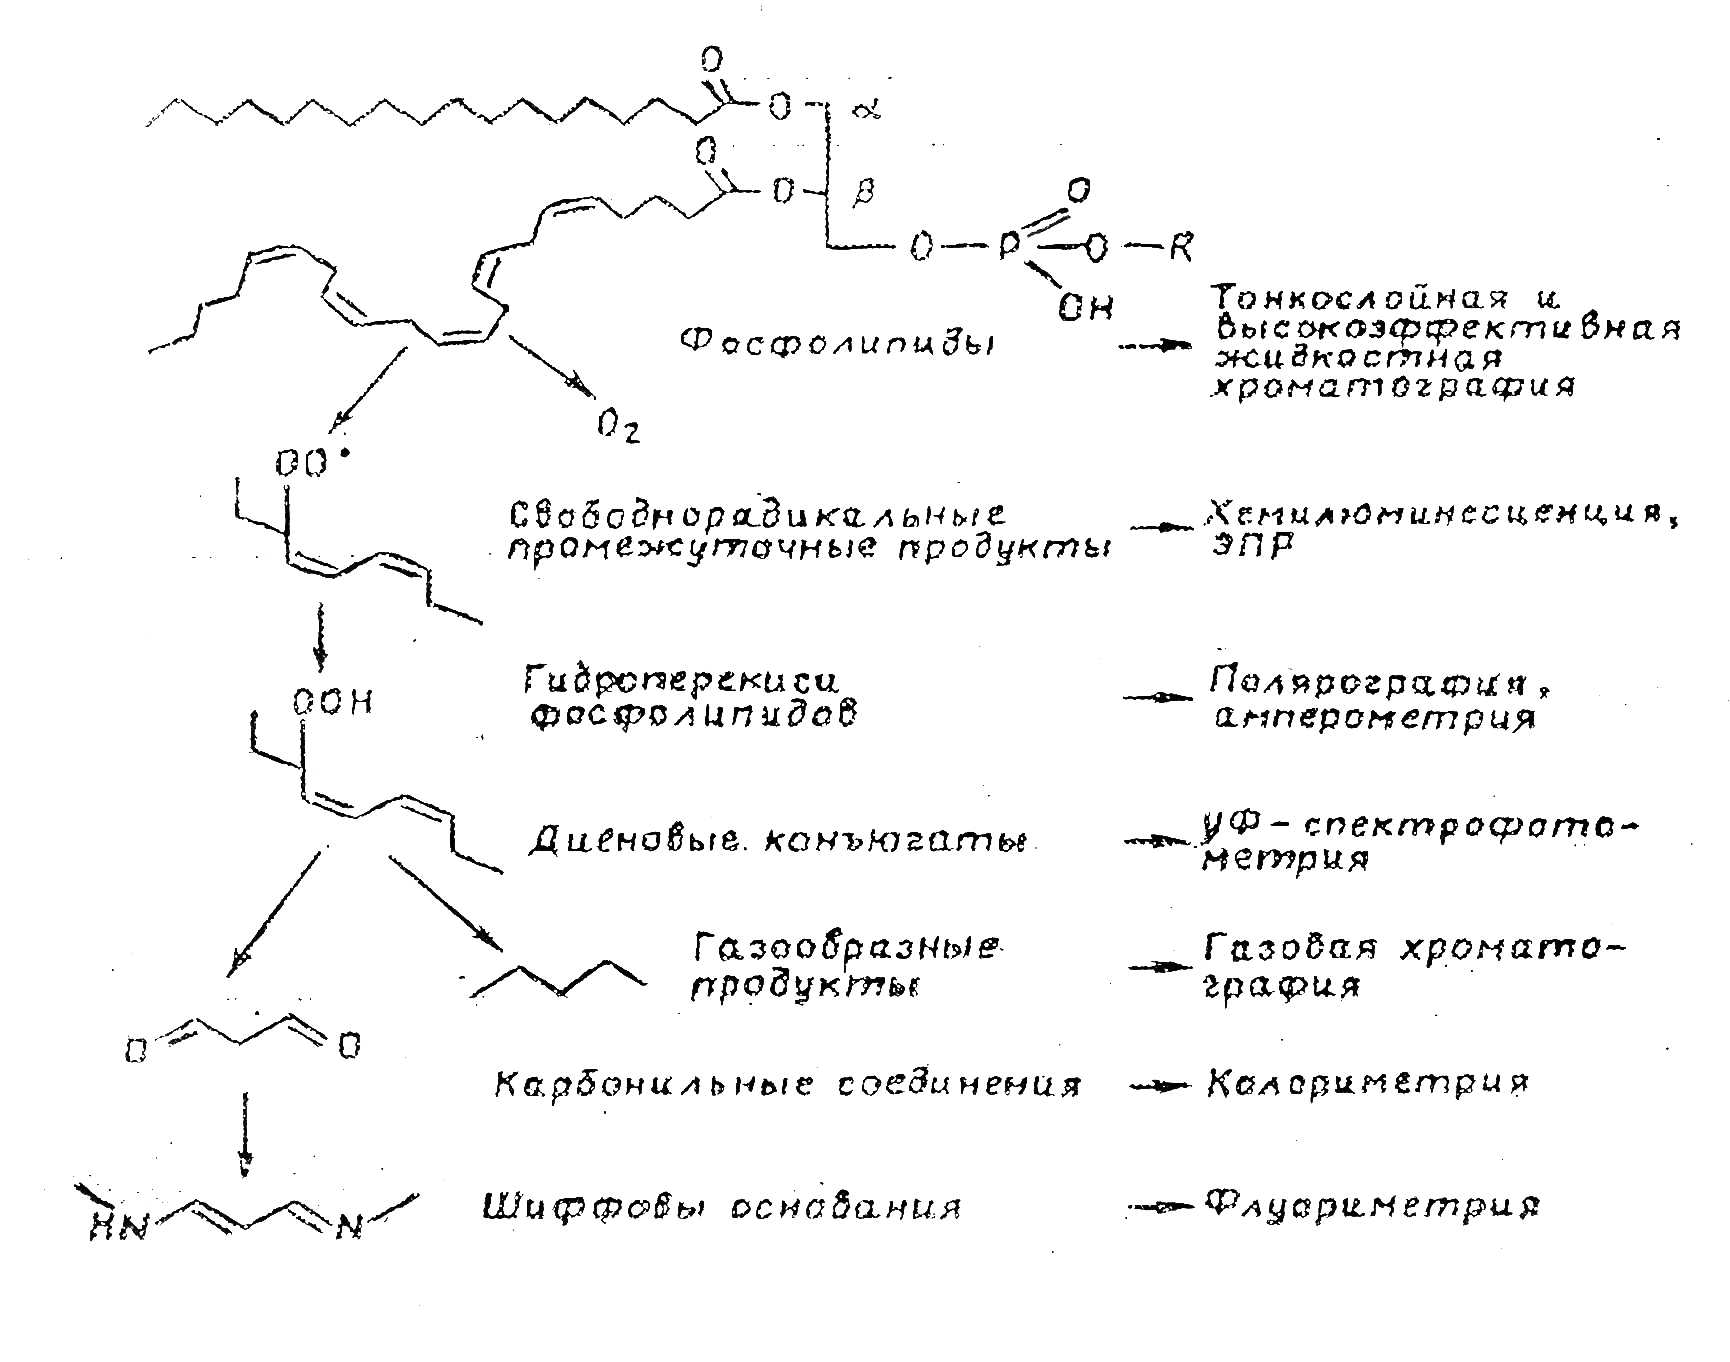 O
O α
O
O β
O
O — P — O — R
OH
Фосфолипиды → Тонкослойная и
высокоэффективная
жидкостная
хроматография
O2
OO•
Свободнорадикальные
промежуточные продукты → Хемилюминесценция,
ЭПР
OOH
Гидроперекиси
фосфолипидов → Полярография,
амперометрия
Диеновые конъюгаты → УФ-спектрофото-
метрия
Газообразные
продукты → Газовая хромато-
графия
O O
Карбонильные соединения → Колориметрия
HN N
Шиффовы основания → Флуориметрия